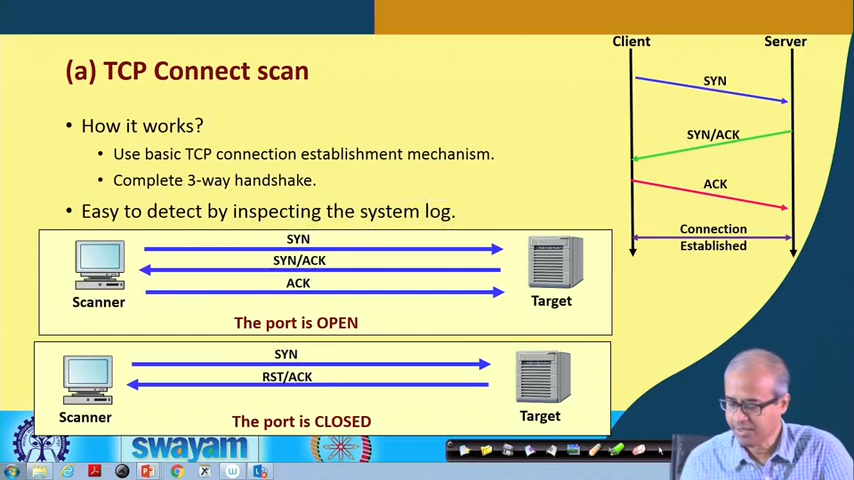 (a) TCP Connect scan
• How it works?
• Use basic TCP connection establishment mechanism.
• Complete 3-way handshake.
• Easy to detect by inspecting the system log.
Client
Server
SYN
SYN/ACK
ACK
Connection
Established
SYN
SYN/ACK
ACK
Scanner
Target
The port is OPEN
SYN
RST/ACK
Scanner
Target
The port is CLOSED
swayam